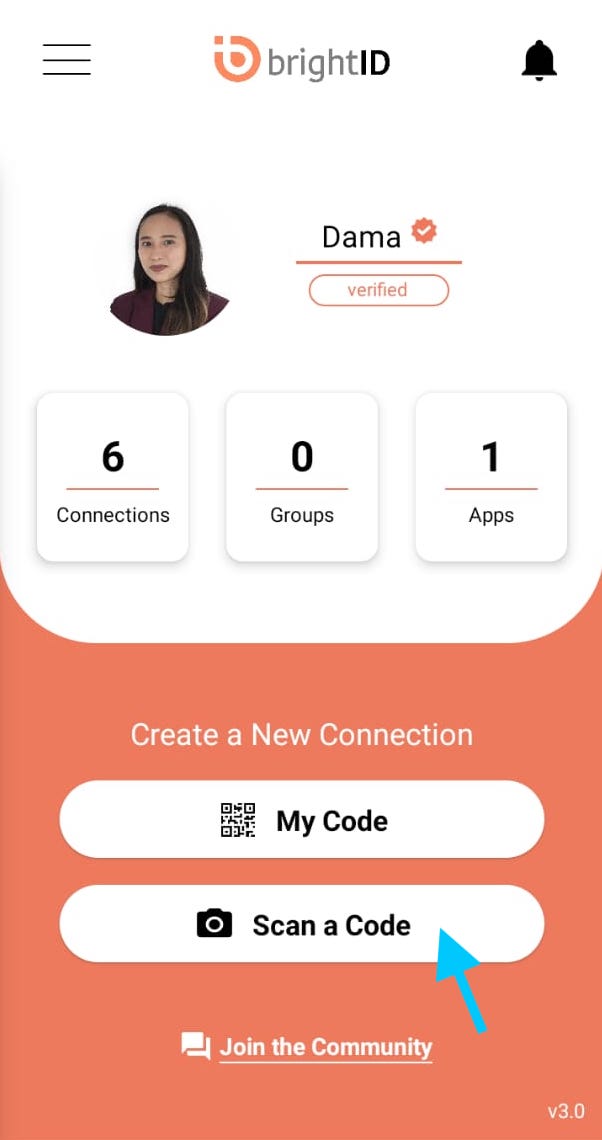 brightID
Dama
verified
6
0
1
Connections
Groups
Apps
Create a New Connection
My Code
Scan a Code
Join the Community
v3.0